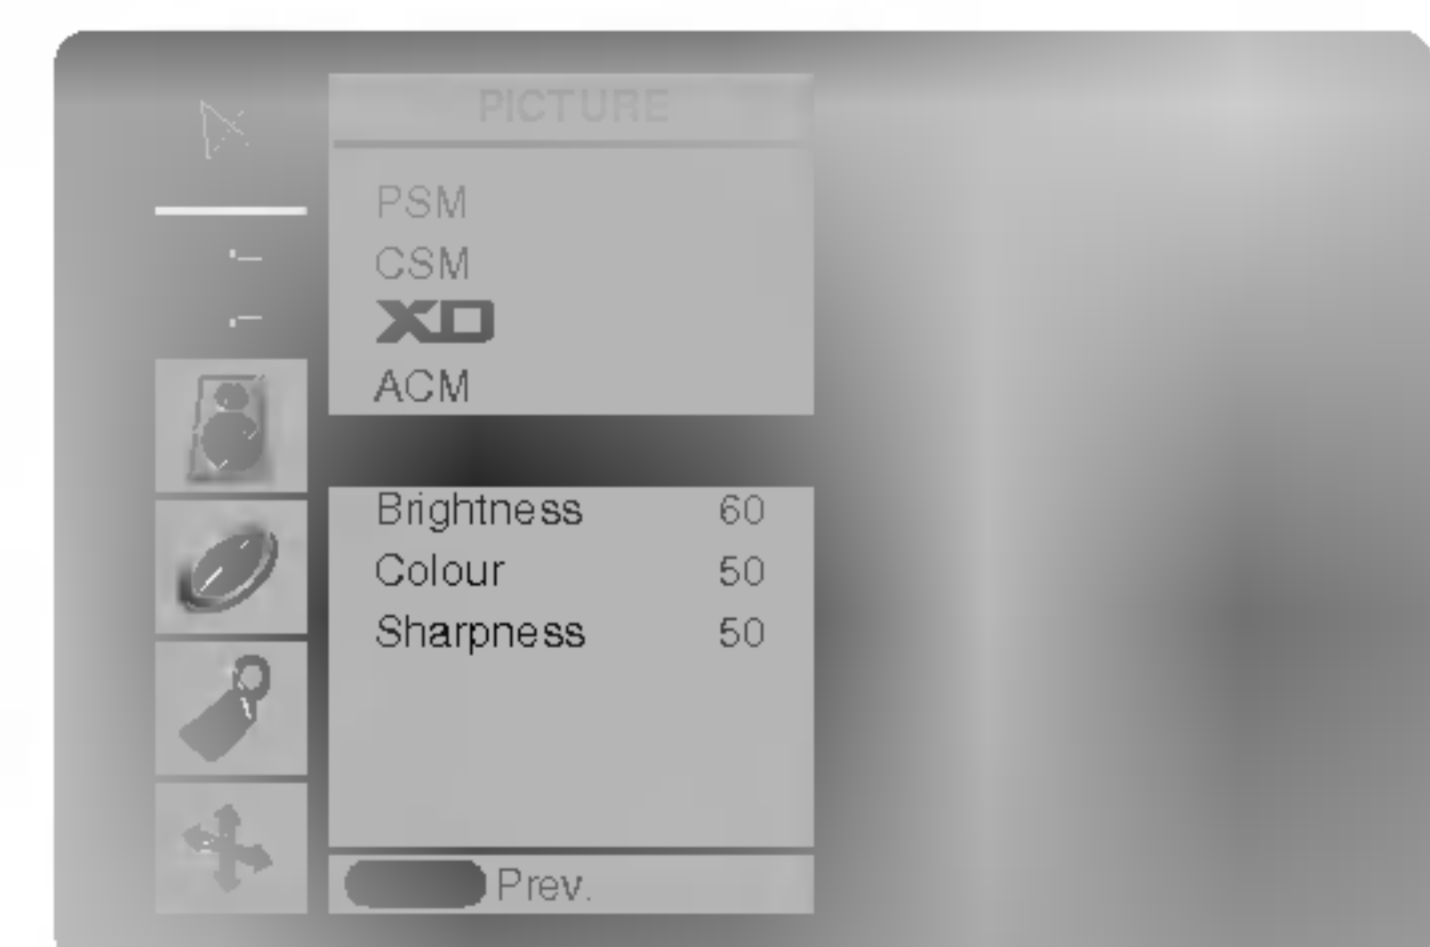 PICTURE
PSM
CSM
XD
ACM
Brightness 60
Colour 50
Sharpness 50
Prev.